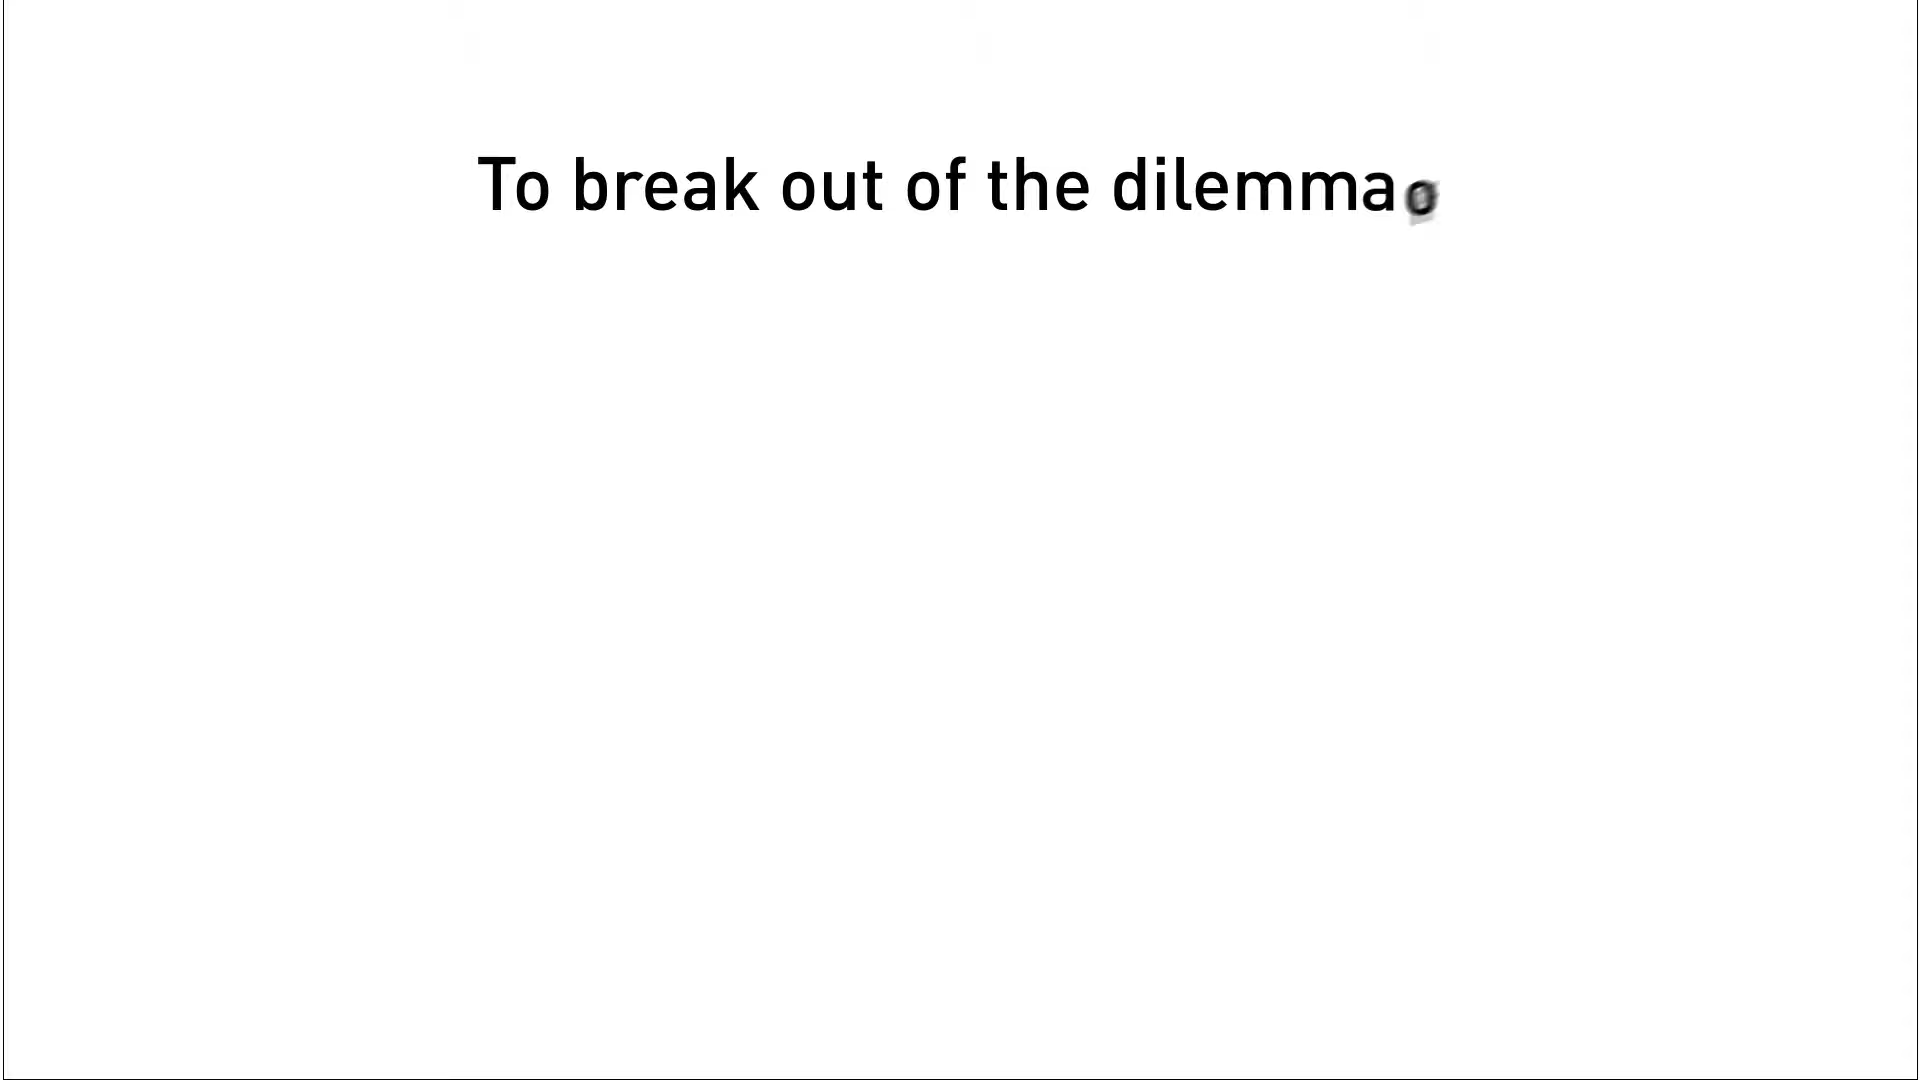 To break out of the dilemma